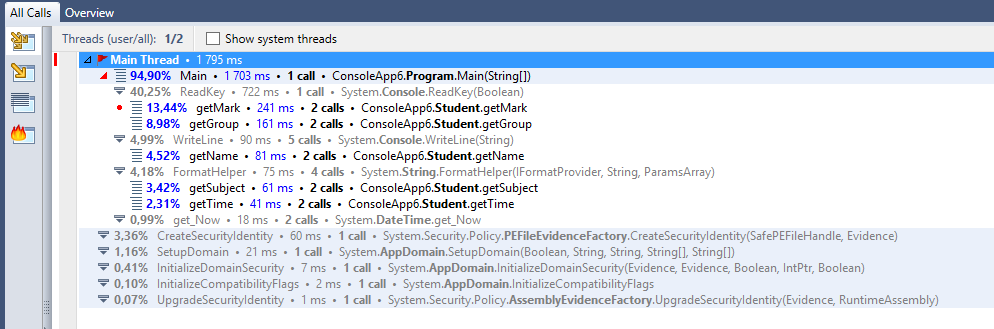 All Calls Overview
Threads (user/all): 1/2 Show system threads
Main Thread • 1 795 ms
94,90% Main • 1 703 ms • 1 call • ConsoleApp6.Program.Main(String[])
40,25% ReadKey • 722 ms • 1 call • System.Console.ReadKey(Boolean)
13,44% getMark • 241 ms • 2 calls • ConsoleApp6.Student.getMark
8,98% getGroup • 161 ms • 2 calls • ConsoleApp6.Student.getGroup
4,99% WriteLine • 90 ms • 5 calls • System.Console.WriteLine(String)
4,52% getName • 81 ms • 2 calls • ConsoleApp6.Student.getName
4,18% FormatHelper • 75 ms • 4 calls • System.String.FormatHelper(IFormatProvider, String, ParamsArray)
3,42% getSubject • 61 ms • 2 calls • ConsoleApp6.Student.getSubject
2,31% getTime • 41 ms • 2 calls • ConsoleApp6.Student.getTime
0,99% get_Now • 18 ms • 2 calls • System.DateTime.get_Now
3,36% CreateSecurityIdentity • 60 ms • 1 call • System.Security.Policy.PEFileEvidenceFactory.CreateSecurityIdentity(SafePEFileHandle, Evidence)
1,16% SetupDomain • 21 ms • 1 call • System.AppDomain.SetupDomain(Boolean, String, String, String[], String[])
0,41% InitializeDomainSecurity • 7 ms • 1 call • System.AppDomain.InitializeDomainSecurity(Evidence, Evidence, Boolean, IntPtr, Boolean)
0,10% InitializeCompatibilityFlags • 2 ms • 1 call • System.AppDomain.InitializeCompatibilityFlags
0,07% UpgradeSecurityIdentity • 1 ms • 1 call • System.Security.Policy.AssemblyEvidenceFactory.UpgradeSecurityIdentity(Evidence, RuntimeAssembly)